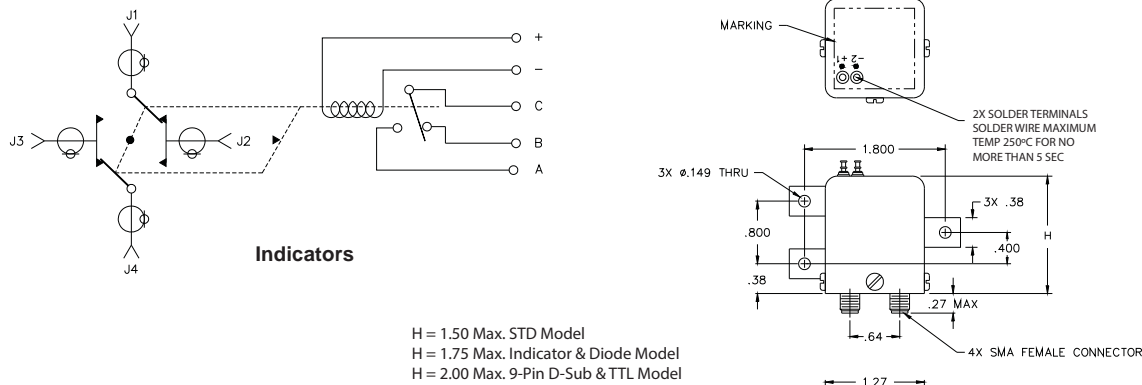 J1
J3
J2
J4
+
−
C
B
A
Indicators
MARKING
1+ 2-
2X SOLDER TERMINALS
SOLDER WIRE MAXIMUM
TEMP 250ºC FOR NO
MORE THAN 5 SEC
1.800
3X Ø.149 THRU
3X .38
.800
.400
H
.38
.27 MAX
.64
4X SMA FEMALE CONNECTOR
1.27
H = 1.50 Max. STD Model
H = 1.75 Max. Indicator & Diode Model
H = 2.00 Max. 9-Pin D-Sub & TTL Model